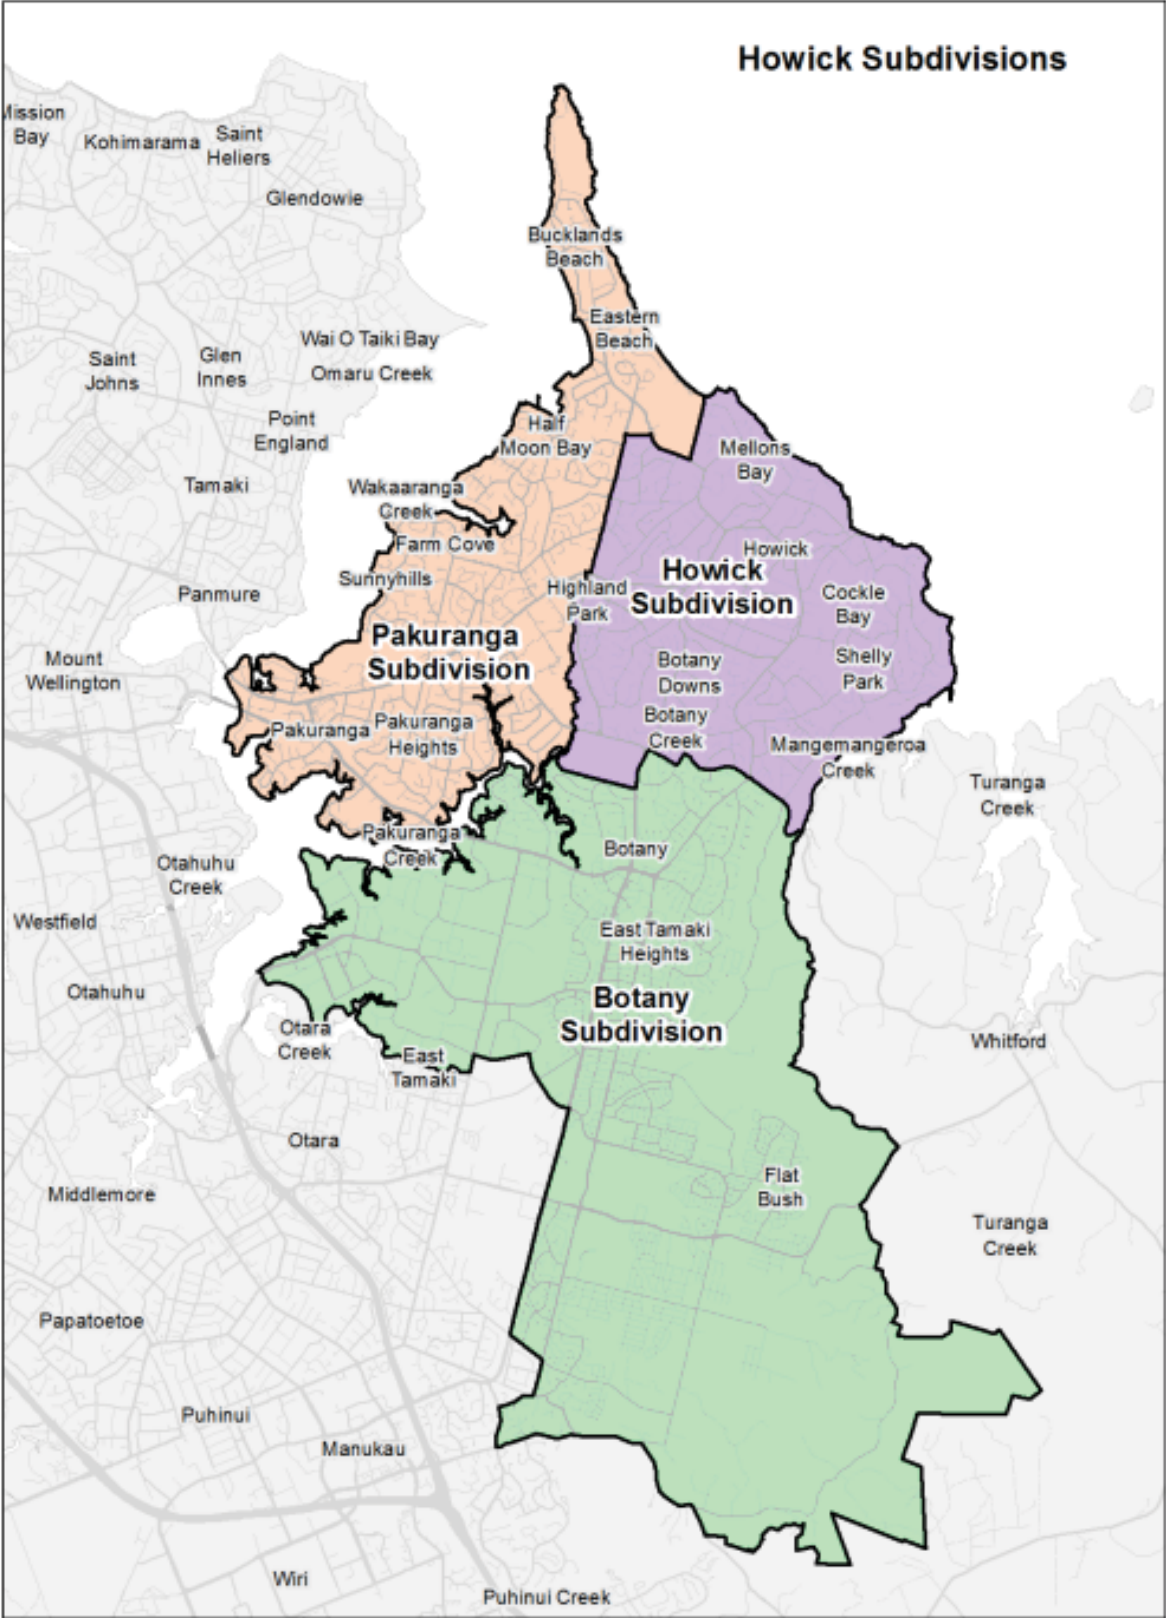 Howick Subdivisions
Mission
Bay
Kohimarama
Saint
Heliers
Glendowie
Bucklands
Beach
Eastern
Beach
Wai O Taiki Bay
Omaru Creek
Saint
Johns
Glen
Innes
Point
England
Tamaki
Half
Moon Bay
Mellons
Bay
Wakaaranga
Creek
Farm Cove
Sunnyhills
Panmure
Highland
Park
Howick
Howick
Subdivision
Cockle
Bay
Pakuranga
Subdivision
Mount
Wellington
Botany
Downs
Shelly
Park
Pakuranga
Pakuranga
Heights
Botany
Creek
Mangemangeroa
Creek
Turanga
Creek
Pakuranga
Creek
Botany
Otahuhu
Creek
Westfield
East Tamaki
Heights
Otahuhu
Botany
Subdivision
Otara
Creek
East
Tamaki
Whitford
Otara
Middlemore
Flat
Bush
Turanga
Creek
Papatoetoe
Puhinui
Manukau
Wiri
Puhinui Creek